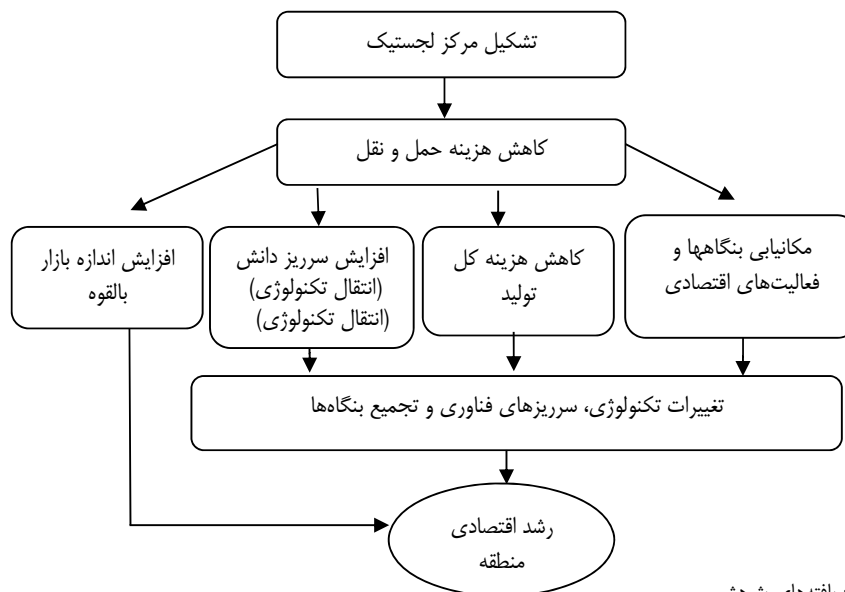 تشکیل مرکز لجستیک
کاهش هزینه حمل و نقل
مکانیابی بنگاهها و
فعالیت‌های اقتصادی
کاهش هزینه کل
تولید
افزایش سرریز دانش
(انتقال تکنولوژی)
(انتقال تکنولوژی)
افزایش اندازه بازار
بالقوه
تغییرات تکنولوژی، سرریزهای فناوری و تجمیع بنگاه‌ها
رشد اقتصادی
منطقه